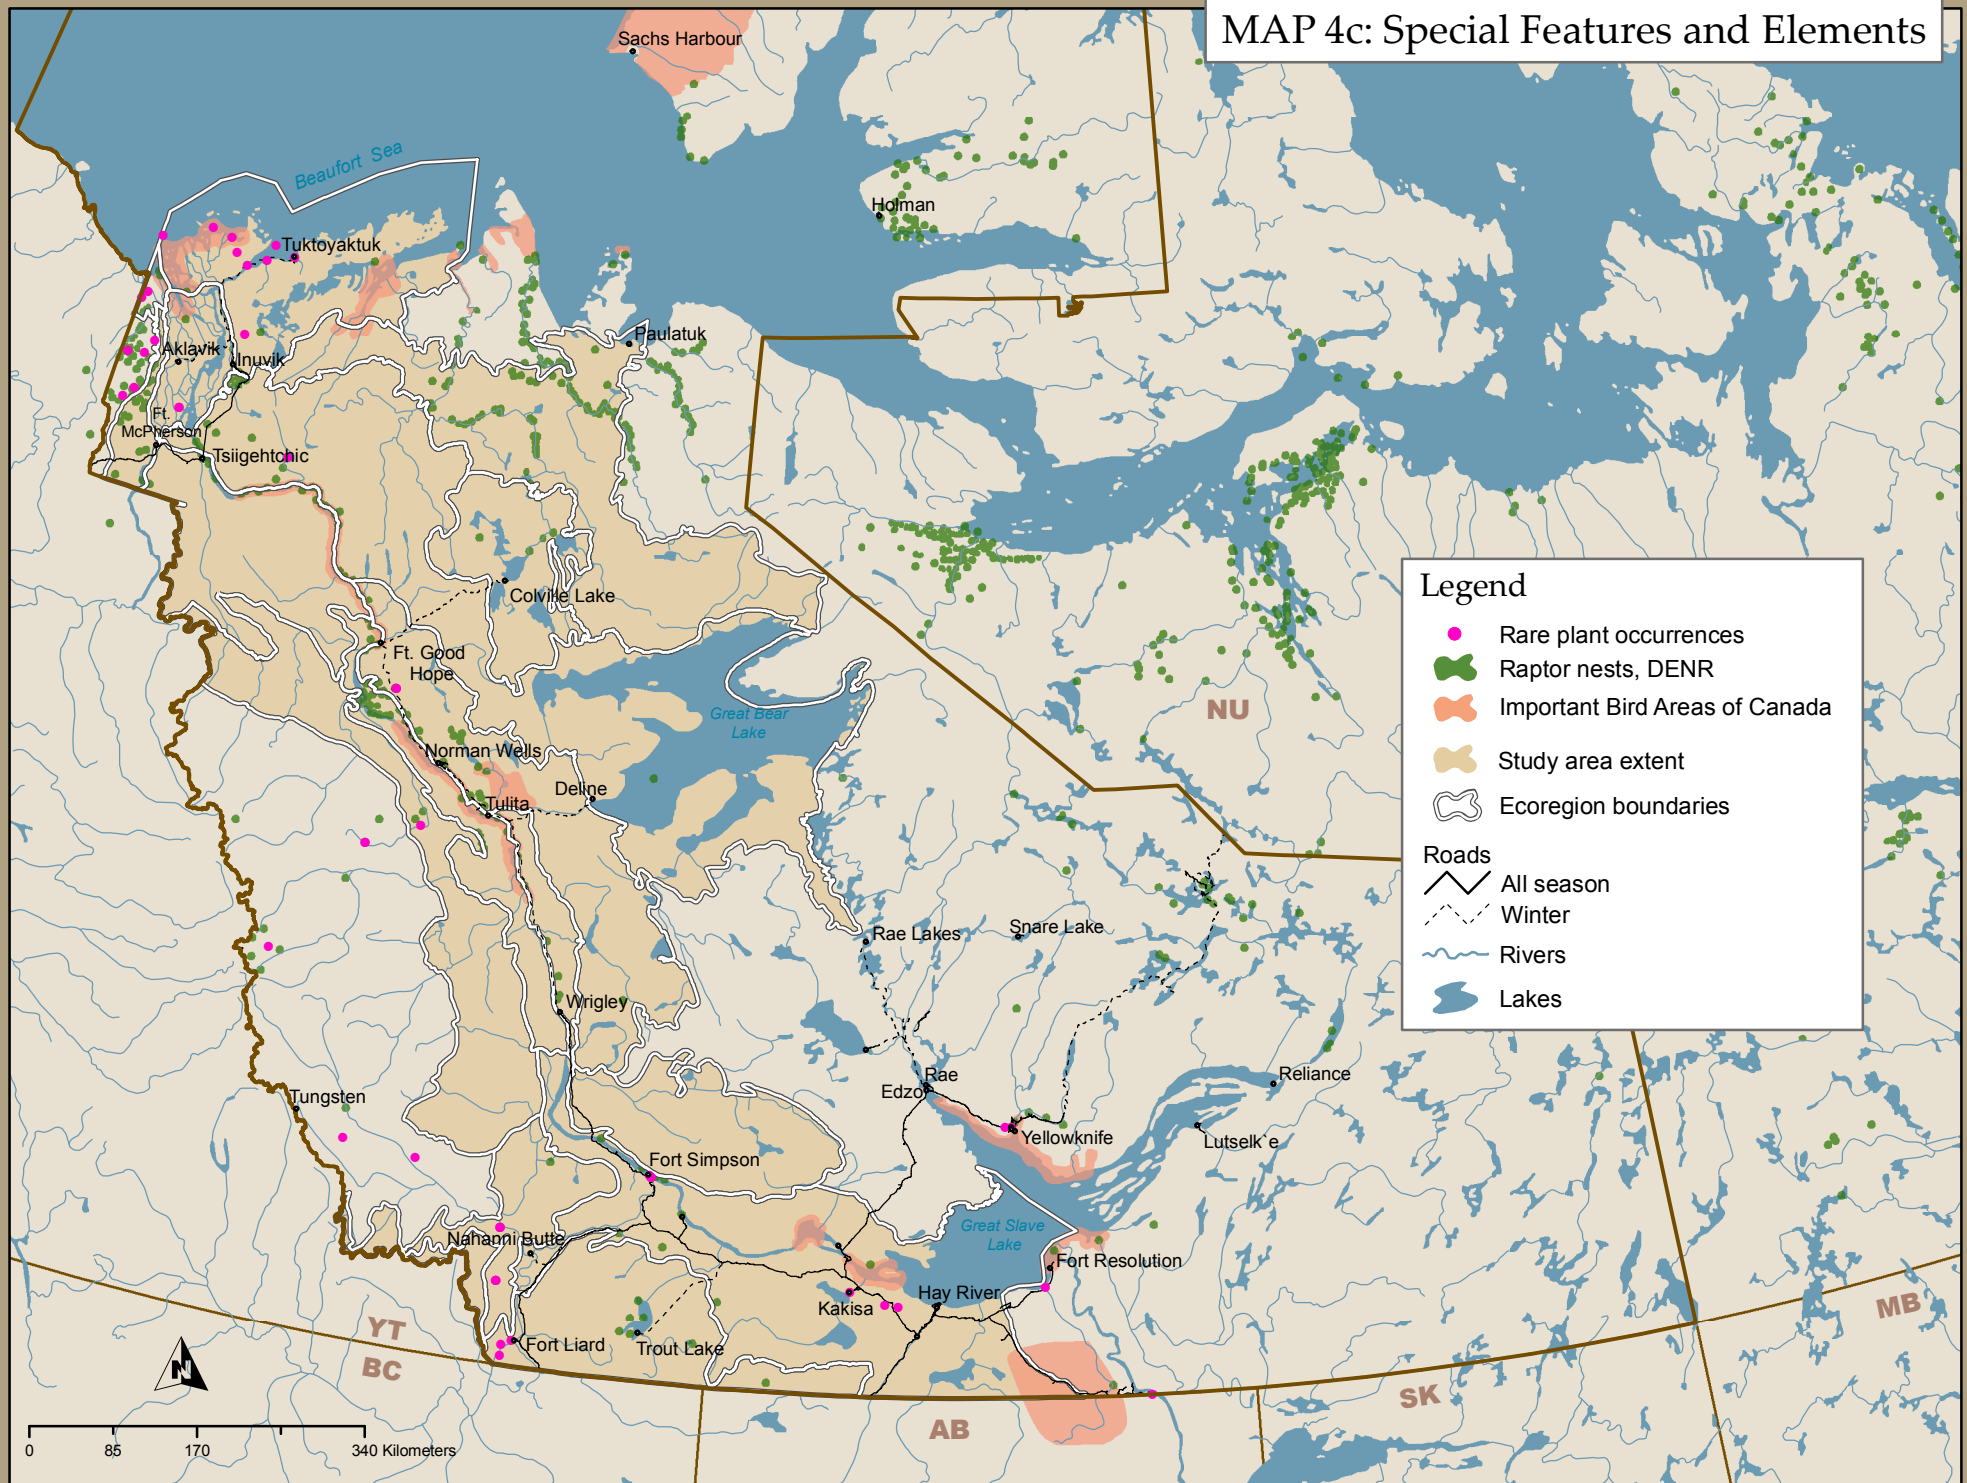 MAP 4c: Special Features and Elements
Sachs Harbour
Beaufort Sea
Holman
Tuktoyaktuk
Paulatuk
Aklavik
Inuvik
Ft.
McPherson
Tsiigehtchic
Colville Lake
Ft. Good
Hope
Great Bear
Lake
NU
Norman Wells
Deline
Tulita
Rae Lakes
Snare Lake
Wrigley
Rae
Edzo
Reliance
Tungsten
Yellowknife
Lutselk`e
Fort Simpson
Great Slave
Lake
Nahanni Butte
Fort Resolution
Hay River
Kakisa
Fort Liard
Trout Lake
YT
BC
AB
SK
MB
N
0 85 170 340 Kilometers
Legend
Rare plant occurrences
Raptor nests, DENR
Important Bird Areas of Canada
Study area extent
Ecoregion boundaries
Roads
All season
Winter
Rivers
Lakes